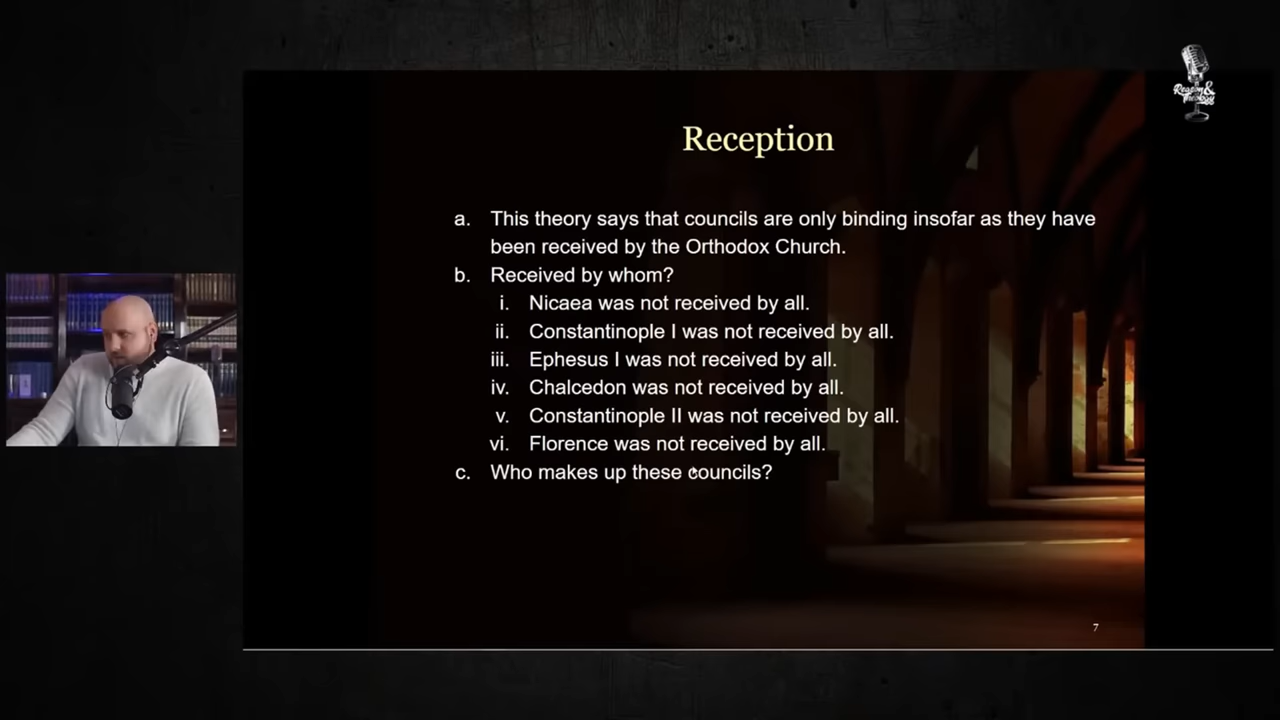 Reason &
Theology
Reception
a. This theory says that councils are only binding insofar as they have
been received by the Orthodox Church.
b. Received by whom?
i. Nicaea was not received by all.
ii. Constantinople I was not received by all.
iii. Ephesus I was not received by all.
iv. Chalcedon was not received by all.
v. Constantinople II was not received by all.
vi. Florence was not received by all.
c. Who makes up these councils?
7